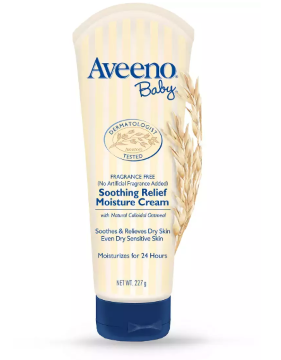 Aveeno
Baby
DERMATOLOGIST
TESTED
FRAGRANCE FREE
(No Artificial Fragrance Added)
Soothing Relief
Moisture Cream
with Natural Colloidal Oatmeal
Soothes & Relieves Dry Skin
Even Dry Sensitive Skin
Moisturizes for 24 Hours
NET WT. 227 g